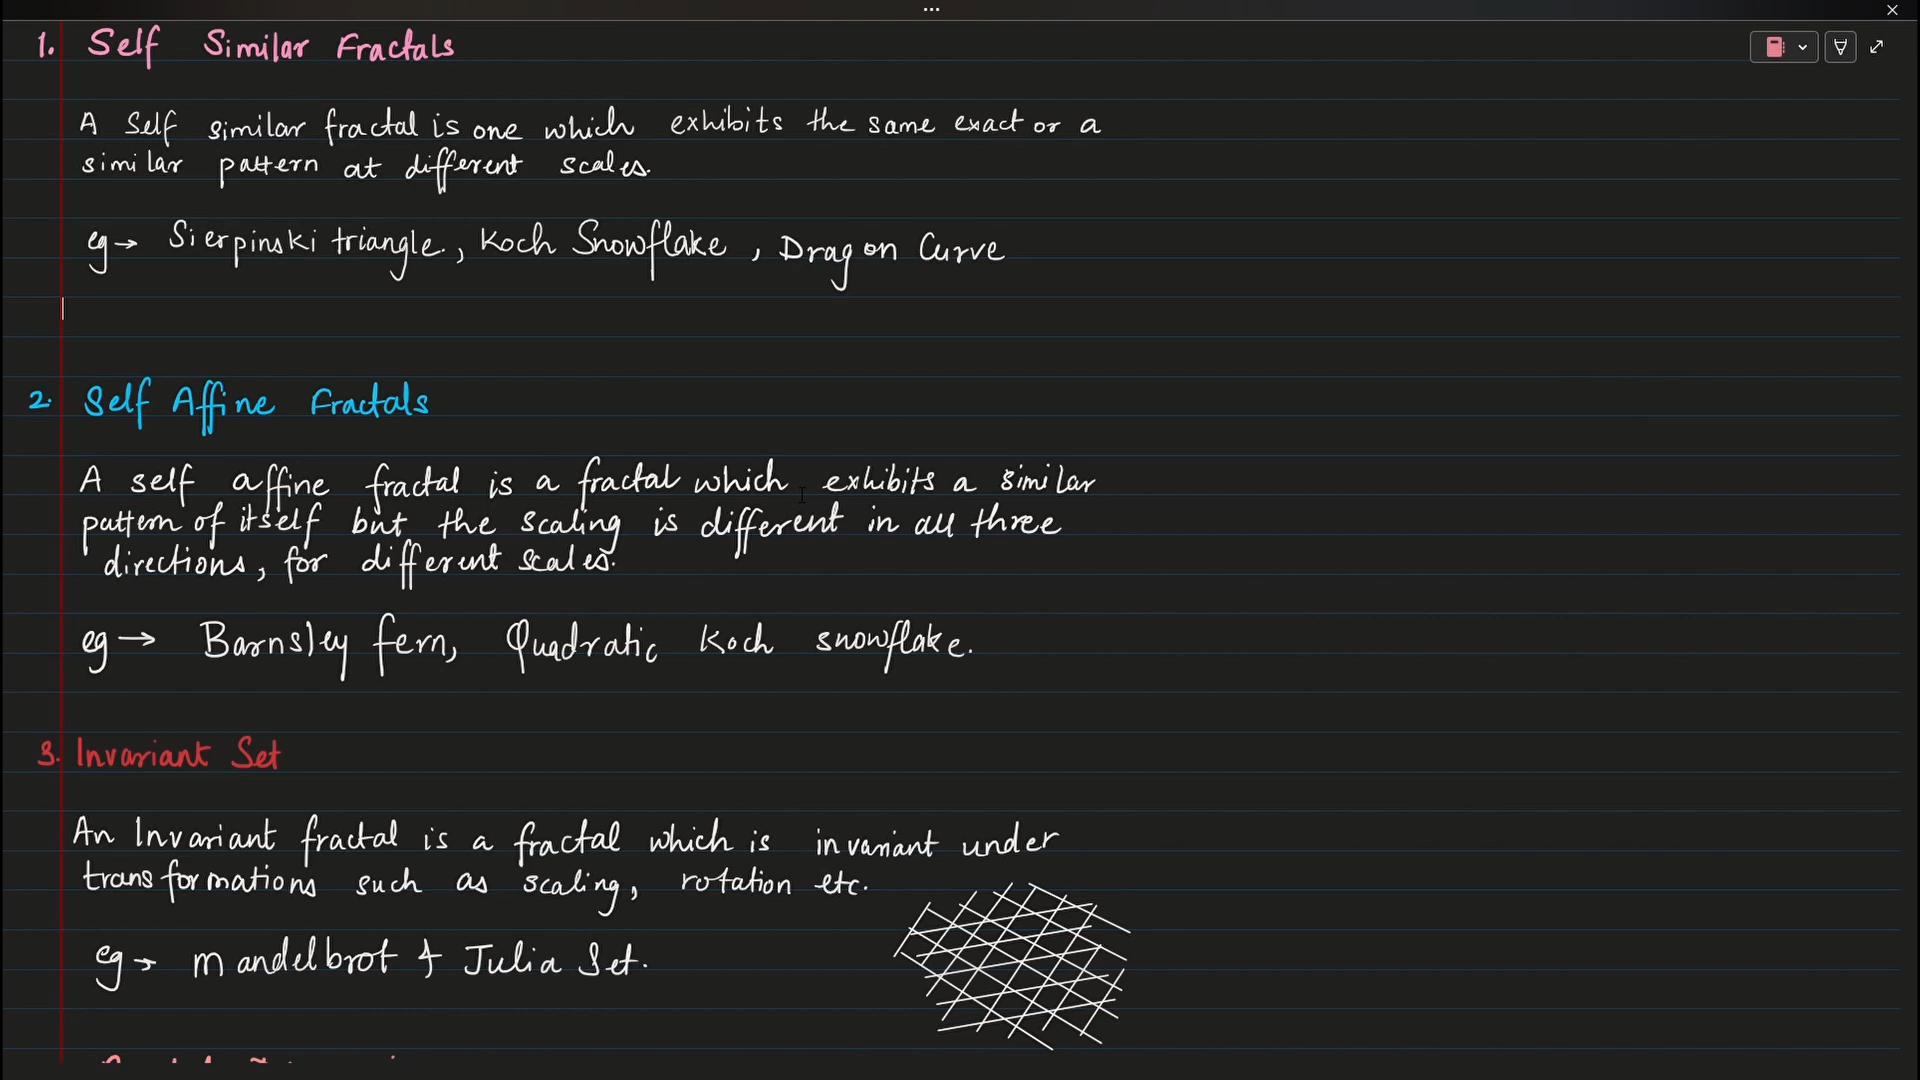 1. Self Similar Fractals
A Self similar fractal is one which exhibits the same exact or a
similar pattern at different scales.
eg → Sierpinski triangle, Koch Snowflake, Dragon Curve
2. Self Affine Fractals
A self affine fractal is a fractal which exhibits a similar
pattern of itself but the scaling is different in all three
directions, for different scales.
eg → Barnsley fern, Quadratic Koch snowflake.
3. Invariant Set
An Invariant fractal is a fractal which is invariant under
transformations such as scaling, rotation etc.
eg → mandelbrot & Julia Set.